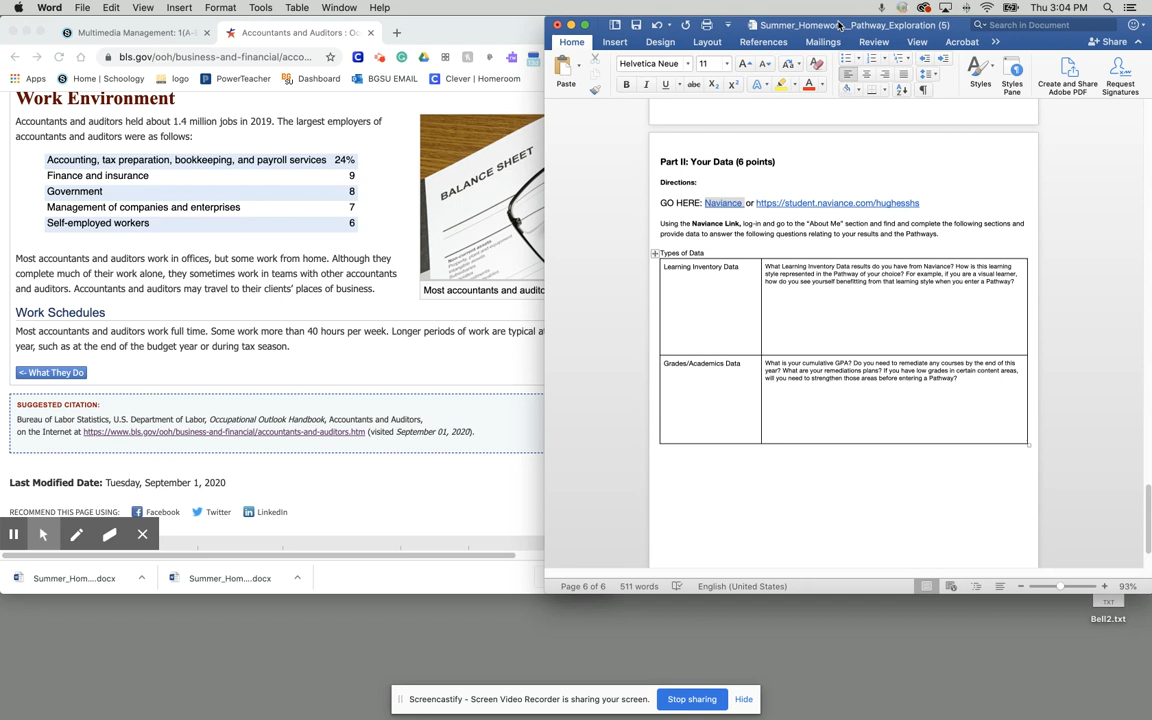 Word File Edit View Insert Format Tools Table Window Help Thu 3:04 PM
Multimedia Management: 1(A-
Accountants and Auditors : Oc
bls.gov/ooh/business-and-financial/acco...
Apps Home | Schoology logo PowerTeacher Dashboard BGSU EMAIL Clever | Homeroom
Work Environment
Accountants and auditors held about 1.4 million jobs in 2019. The largest employers of
accountants and auditors were as follows:
Accounting, tax preparation, bookkeeping, and payroll services 24%
Finance and insurance 9
Government 8
Management of companies and enterprises 7
Self-employed workers 6
BALANCE SHEET
Most accountants and audito
Most accountants and auditors work in offices, but some work from home. Although they
complete much of their work alone, they sometimes work in teams with other accountants
and auditors. Accountants and auditors may travel to their clients' places of business.
Work Schedules
Most accountants and auditors work full time. Some work more than 40 hours per week. Longer periods of work are typical at
year, such as at the end of the budget year or during tax season.
<- What They Do
SUGGESTED CITATION:
Bureau of Labor Statistics, U.S. Department of Labor, Occupational Outlook Handbook, Accountants and Auditors,
on the Internet at https://www.bls.gov/ooh/business-and-financial/accountants-and-auditors.htm (visited September 01, 2020).
Last Modified Date: Tuesday, September 1, 2020
RECOMMEND THIS PAGE USING: Facebook Twitter LinkedIn
Summer_Hom....docx
Summer_Hom....docx
Summer_Homewo Pathway_Exploration (5)
Search in Document
Home Insert Design Layout References Mailings Review View Acrobat Share
Paste
Helvetica Neue 11
Styles
Styles Pane
Create and Share Adobe PDF
Request Signatures
Part II: Your Data (6 points)
Directions:
GO HERE: Naviance or https://student.naviance.com/hughesshs
Using the Naviance Link, log-in and go to the "About Me" section and find and complete the following sections and
provide data to answer the following questions relating to your results and the Pathways.
Types of Data
Learning Inventory Data
What Learning Inventory Data results do you have from Naviance? How is this learning
style represented in the Pathway of your choice? For example, if you are a visual learner,
how do you see yourself benefitting from that learning style when you enter a Pathway?
Grades/Academics Data
What is your cumulative GPA? Do you need to remediate any courses by the end of this
year? What are your remediations plans? If you have low grades in certain content areas,
will you need to strengthen those areas before entering a Pathway?
Page 6 of 6 511 words English (United States) 93%
TXT
Bell2.txt
Screencastify - Screen Video Recorder is sharing your screen. Stop sharing Hide